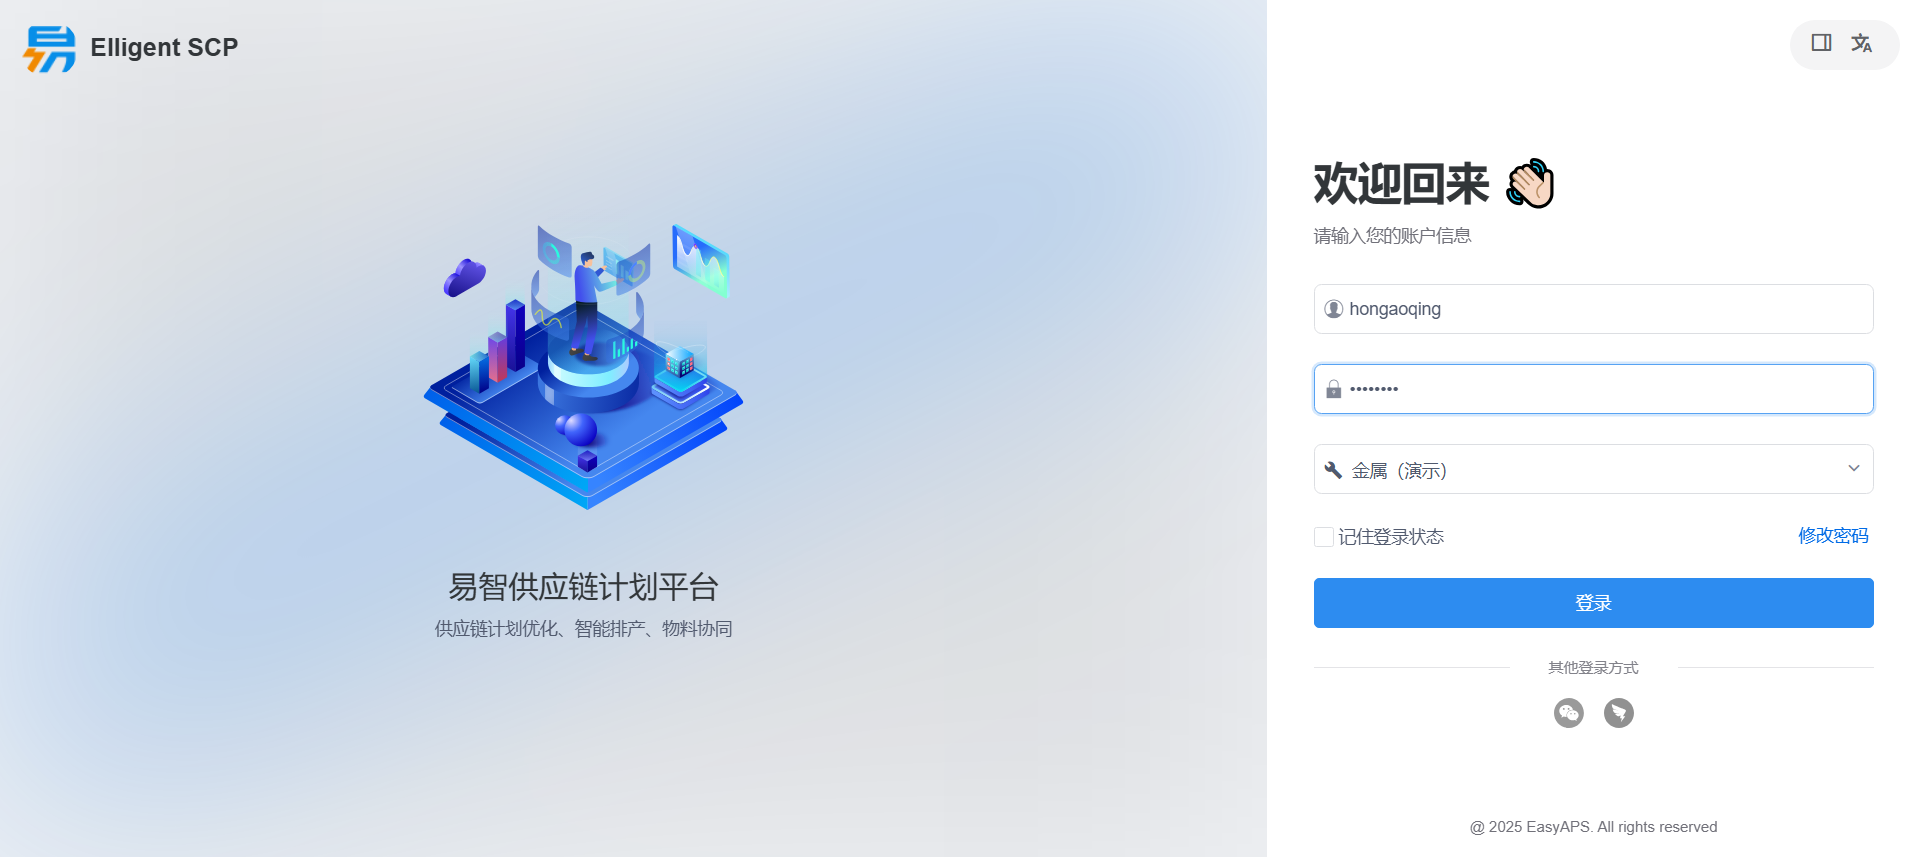 Elligent SCP
易智供应链计划平台
供应链计划优化、智能排产、物料协同
欢迎回来
请输入您的账户信息
hongaoqing
••••••••
金属（演示）
记住登录状态
修改密码
登录
其他登录方式
@ 2025 EasyAPS. All rights reserved